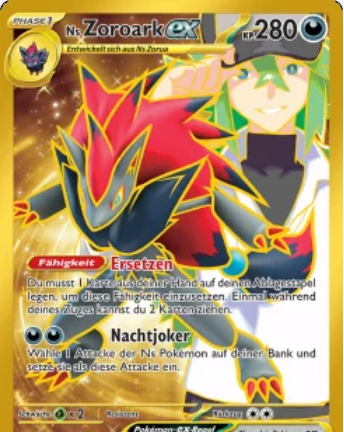 PHASE 1
Ns Zoroark ex KP 280
Entwickelt sich aus Ns Zorua
Fähigkeit Ersetzen
Du musst 1 Karte aus deiner Hand auf deinen Ablagestapel
legen, um diese Fähigkeit einzusetzen. Einmal während
deines Zuges kannst du 2 Karten ziehen.
Nachtjoker
Wähle 1 Attacke der Ns Pokémon auf deiner Bank und
setze sie als diese Attacke ein.
Schwäche ×2 Resistenz Rückzug
Pokémon-ex-Regel